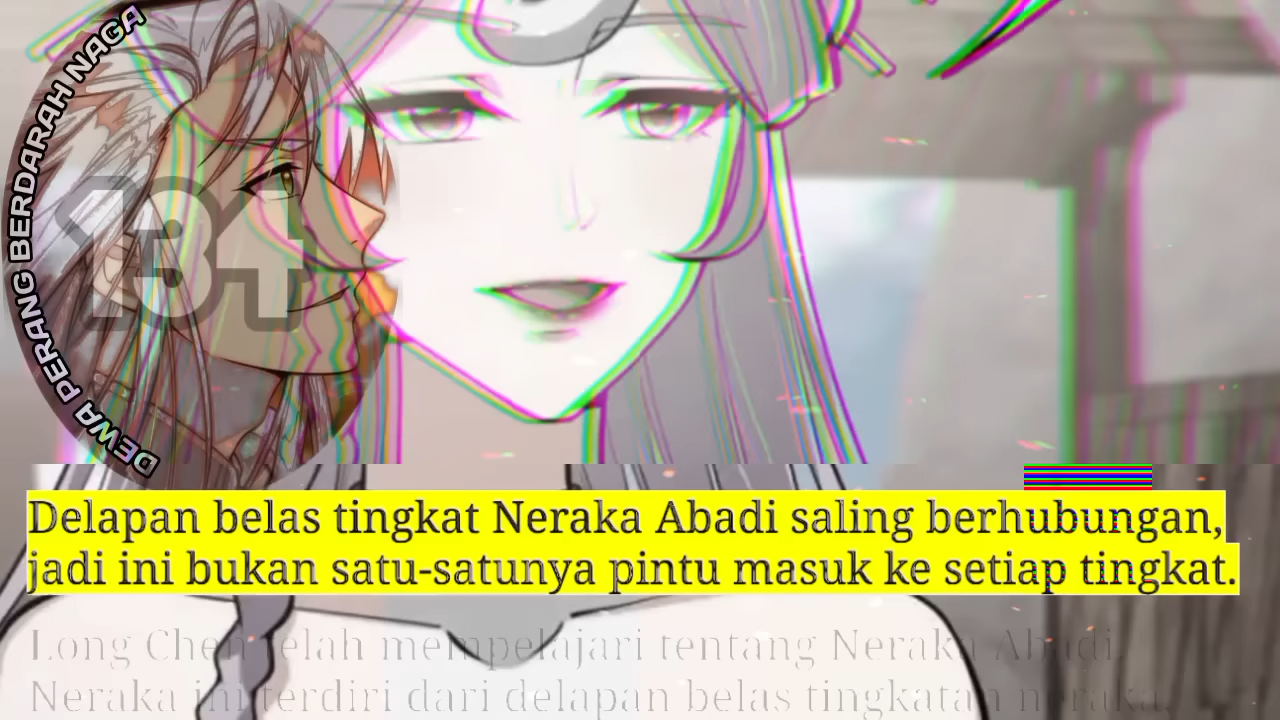 DEWA PERANG BERDARAH NAGA
134
Delapan belas tingkat Neraka Abadi saling berhubungan,
jadi ini bukan satu-satunya pintu masuk ke setiap tingkat.
Long Chen telah mempelajari tentang Neraka Abadi.
Neraka ini terdiri dari delapan belas tingkatan neraka.